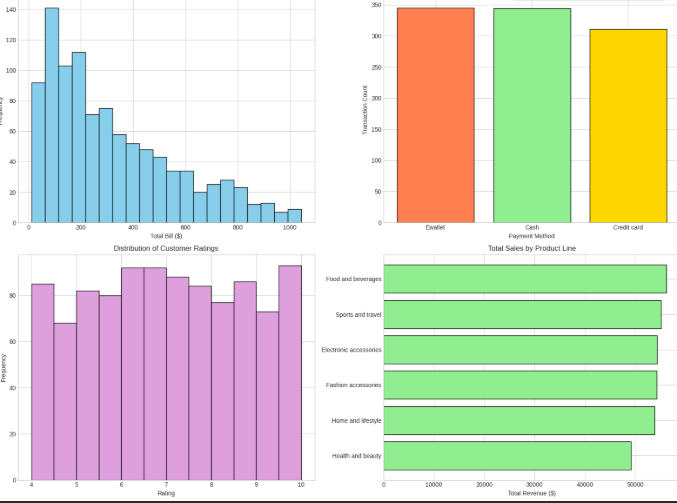 140
120
100
80
60
40
20
0
0 200 400 600 800 1000
Total Bill ($)
Frequency
350
300
250
200
150
100
50
0
Transaction Count
Ewallet Cash Credit card
Payment Method
Distribution of Customer Ratings
80
60
40
20
0
Frequency
4 5 6 7 8 9 10
Rating
Total Sales by Product Line
Food and beverages
Sports and travel
Electronic accessories
Fashion accessories
Home and lifestyle
Health and beauty
0 10000 20000 30000 40000 50000
Total Revenue ($)